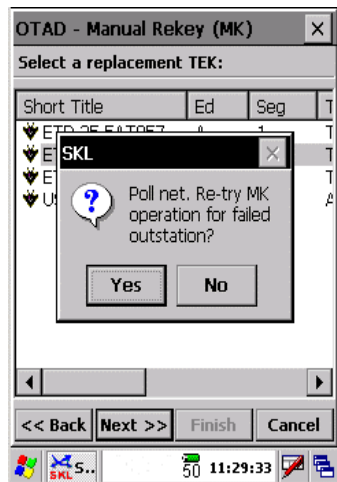 OTAD - Manual Rekey (MK)
Select a replacement TEK:
Short Title Ed Seg T
SKL
Poll net. Re-try MK
operation for failed
outstation?
Yes No
<< Back Next >> Finish Cancel
SKL S.. 50 11:29:33